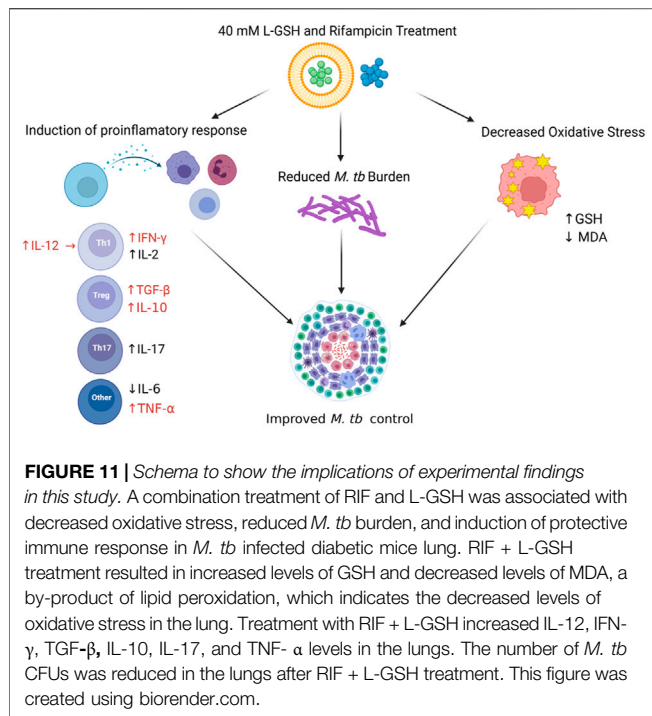 40 mM L-GSH and Rifampicin Treatment
Induction of proinflamatory response
Decreased Oxidative Stress
Reduced M. tb Burden
↑GSH
↓ MDA
↑IL-12 →
Th1
↑IFN-γ
↑IL-2
Treg
↑TGF-β
↑IL-10
Th17
↑IL-17
Other
↓IL-6
↑TNF-α
Improved M. tb control
FIGURE 11 | Schema to show the implications of experimental findings
in this study. A combination treatment of RIF and L-GSH was associated with
decreased oxidative stress, reduced M. tb burden, and induction of protective
immune response in M. tb infected diabetic mice lung. RIF + L-GSH
treatment resulted in increased levels of GSH and decreased levels of MDA, a
by-product of lipid peroxidation, which indicates the decreased levels of
oxidative stress in the lung. Treatment with RIF + L-GSH increased IL-12, IFN-
γ, TGF-β, IL-10, IL-17, and TNF- α levels in the lungs. The number of M. tb
CFUs was reduced in the lungs after RIF + L-GSH treatment. This figure was
created using biorender.com.